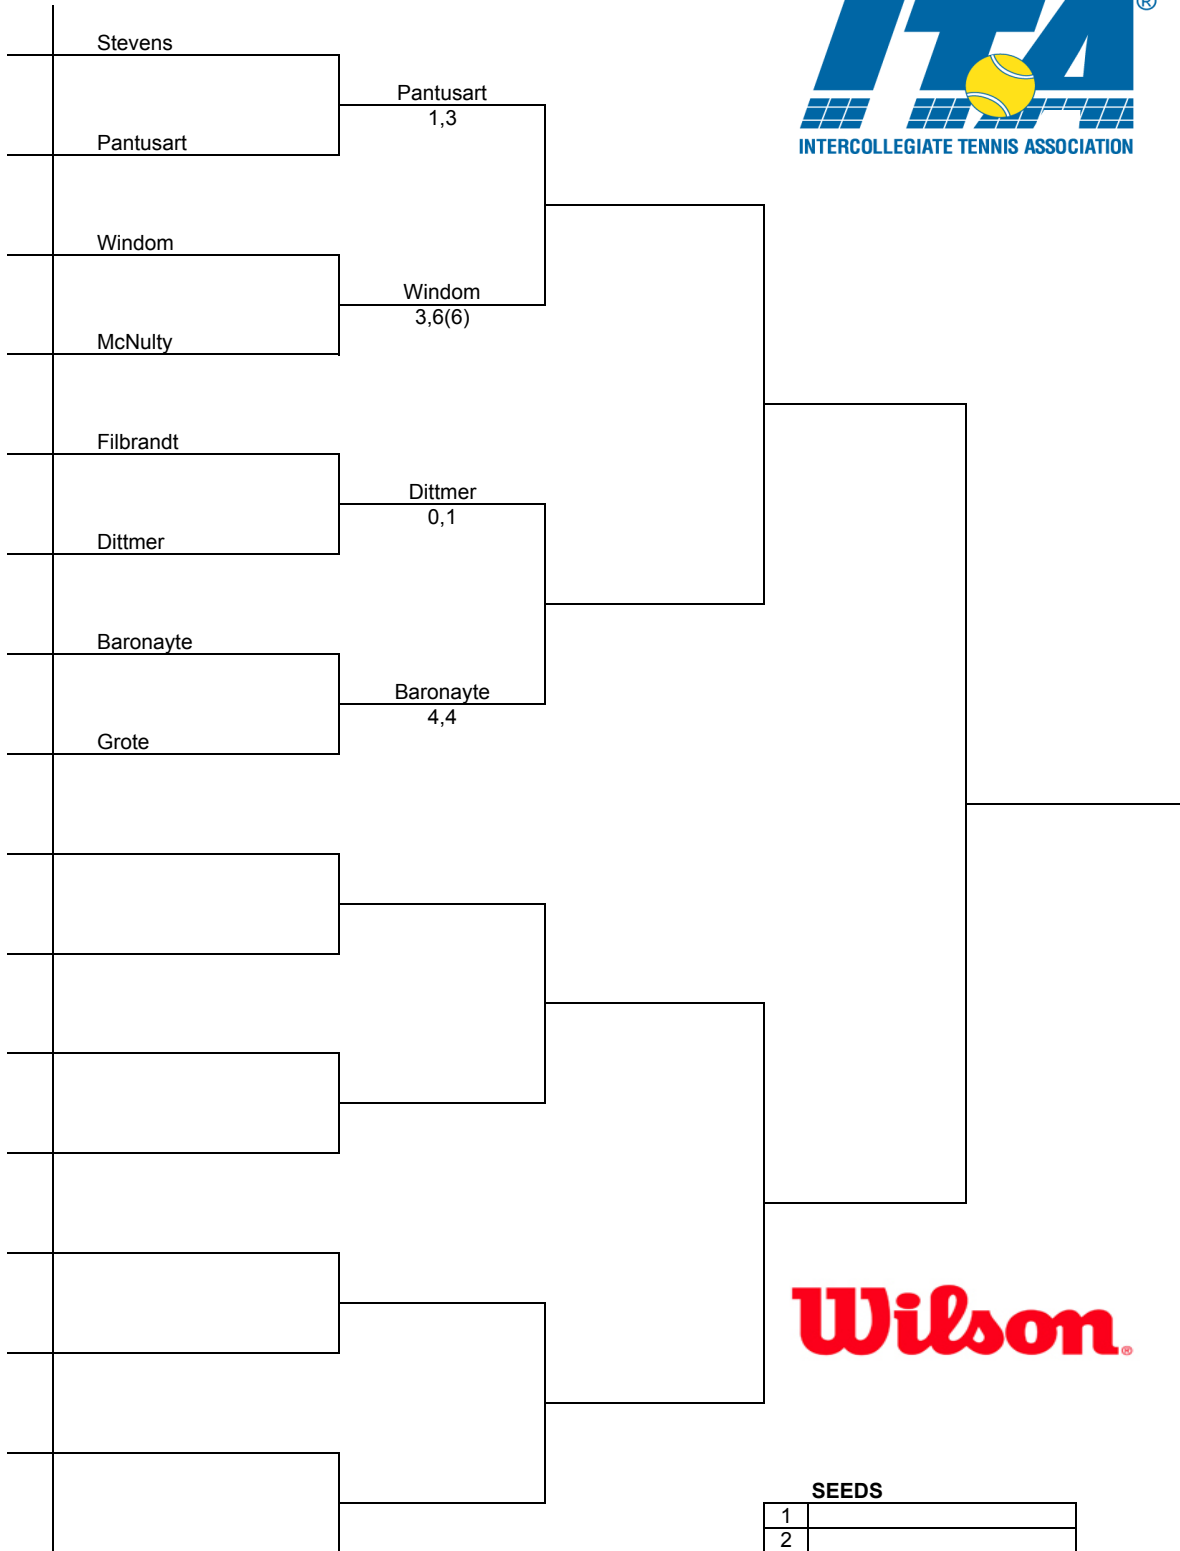 ITA
®
INTERCOLLEGIATE TENNIS ASSOCIATION
Stevens
Pantusart
1,3
Pantusart
Windom
Windom
3,6(6)
McNulty
Filbrandt
Dittmer
0,1
Dittmer
Baronayte
Baronayte
4,4
Grote
Wilson®
SEEDS
1
2